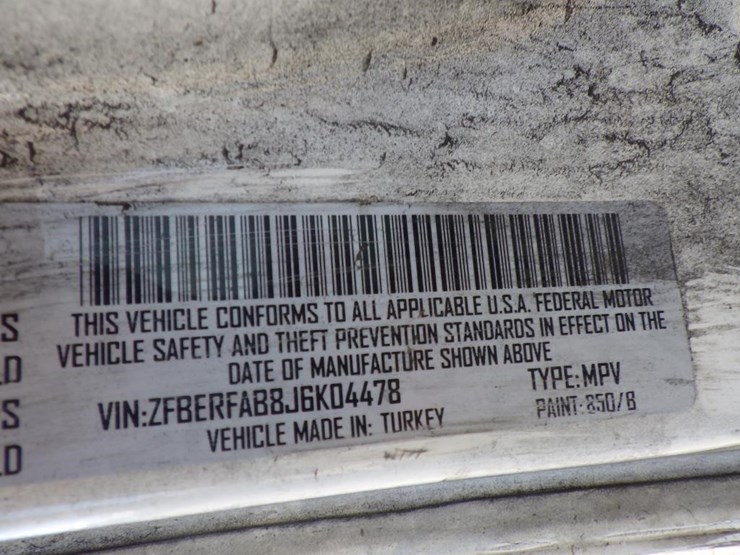 THIS VEHICLE CONFORMS TO ALL APPLICABLE U.S.A. FEDERAL MOTOR
S
VEHICLE SAFETY AND THEFT PREVENTION STANDARDS IN EFFECT ON THE
D
DATE OF MANUFACTURE SHOWN ABOVE
S
VIN:ZFBERFAB8J6K04478 TYPE:MPV
D
VEHICLE MADE IN: TURKEY PAINT:850/B